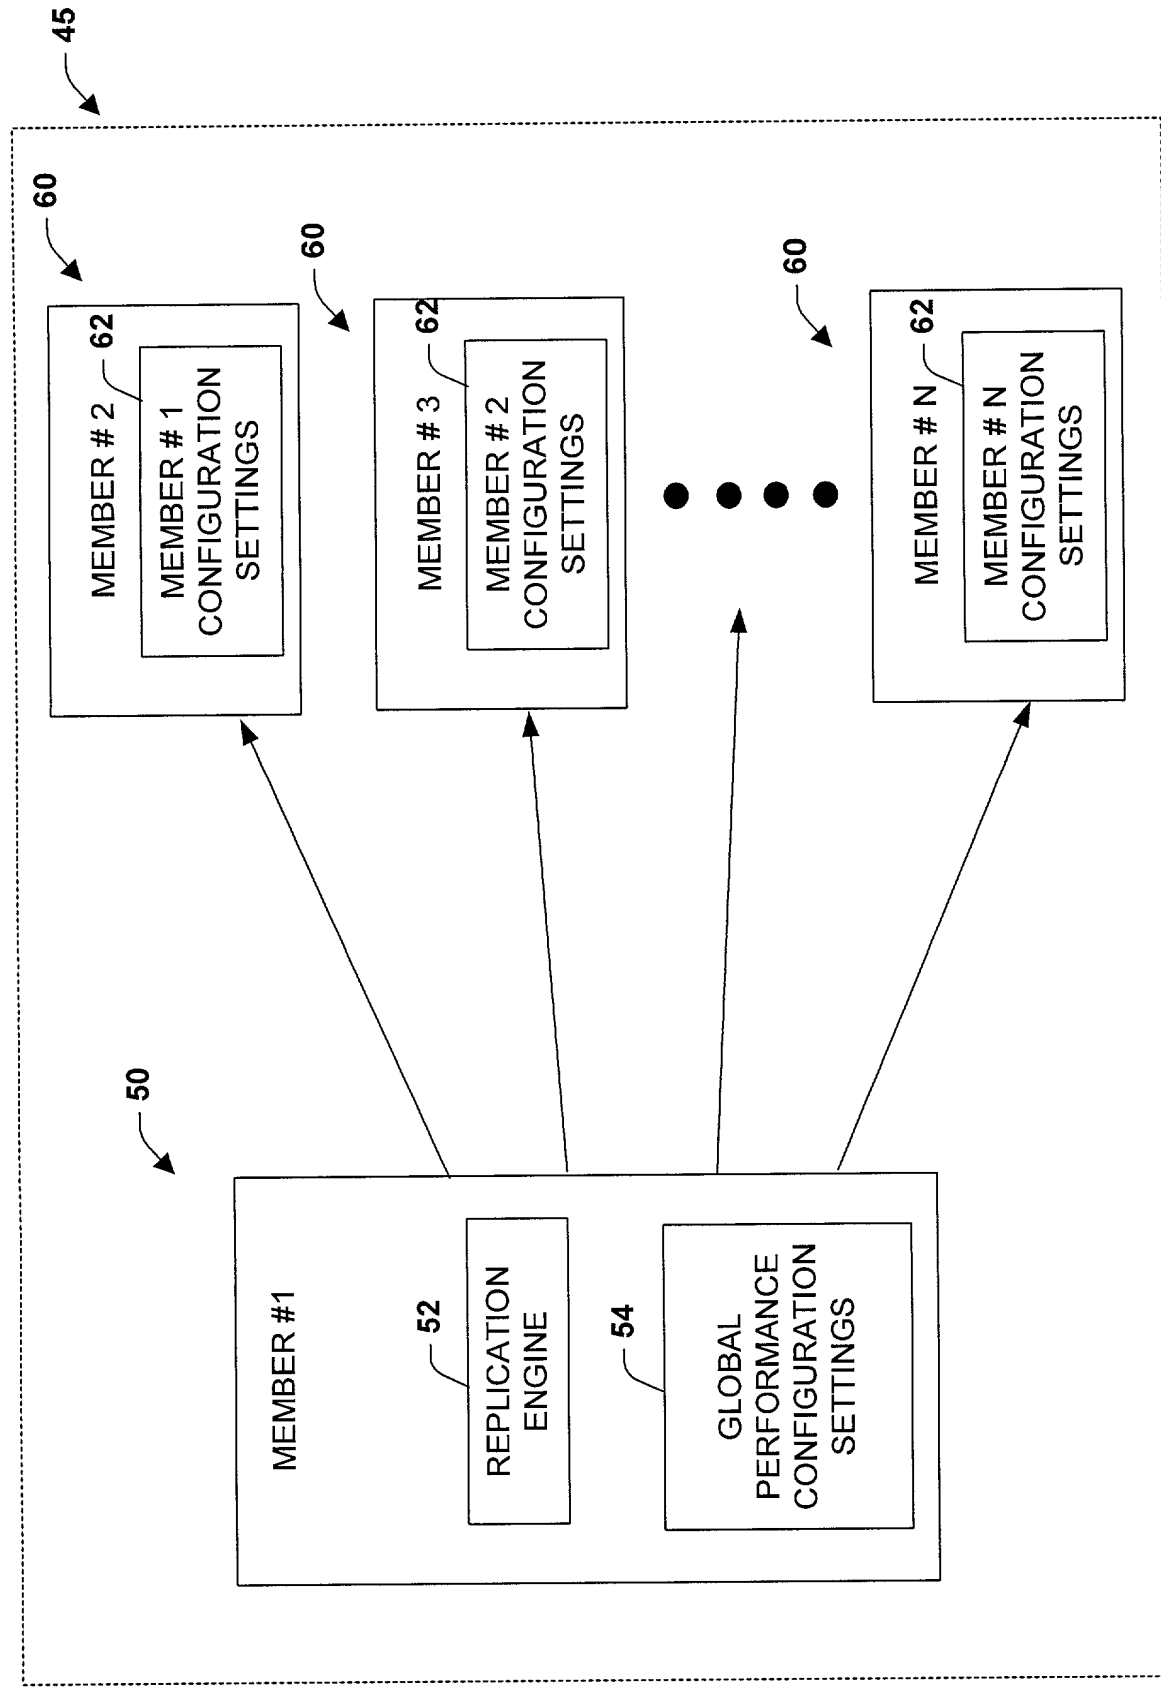 45
50
MEMBER #1
52
REPLICATION
ENGINE
54
GLOBAL
PERFORMANCE
CONFIGURATION
SETTINGS
60
MEMBER # 2
62
MEMBER # 1
CONFIGURATION
SETTINGS
60
MEMBER # 3
62
MEMBER # 2
CONFIGURATION
SETTINGS
60
MEMBER # N
62
MEMBER # N
CONFIGURATION
SETTINGS